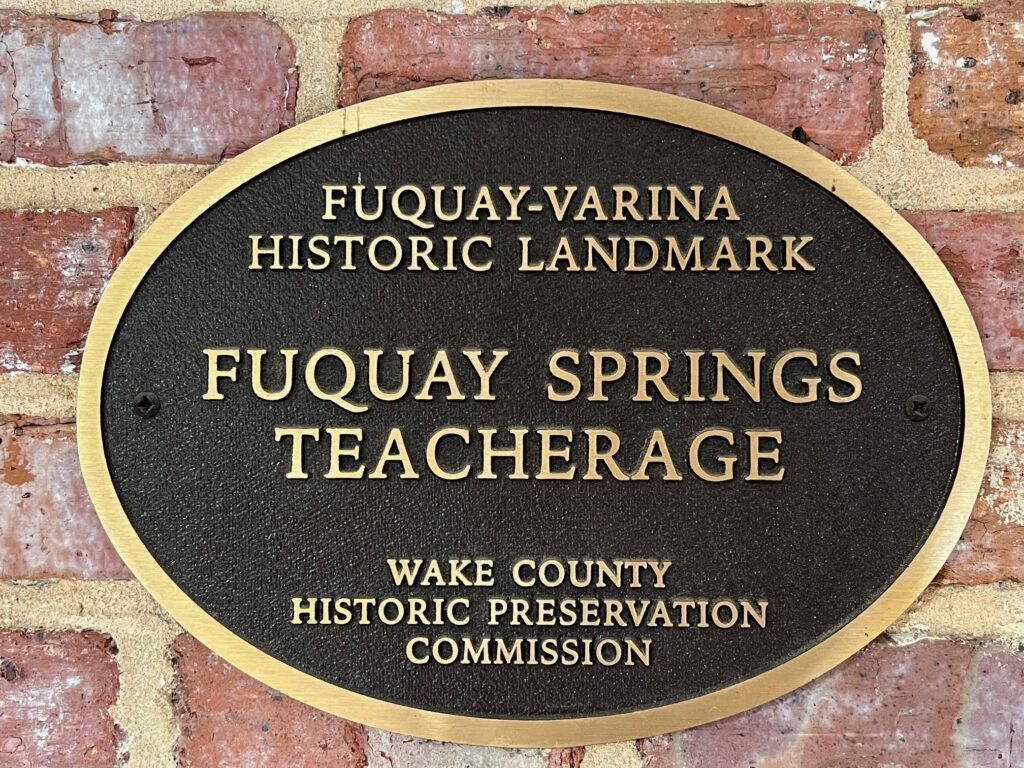 FUQUAY-VARINA
HISTORIC LANDMARK
FUQUAY SPRINGS
TEACHERAGE
WAKE COUNTY
HISTORIC PRESERVATION
COMMISSION